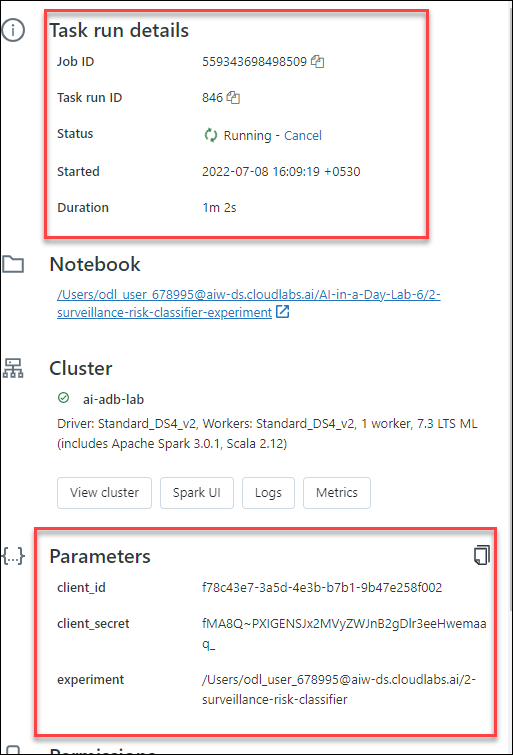 Task run details
Job ID 559343698498509
Task run ID 846
Status Running - Cancel
Started 2022-07-08 16:09:19 +0530
Duration 1m 2s
Notebook
/Users/odl_user_678995@aiw-ds.cloudlabs.ai/AI-in-a-Day-Lab-6/2-
surveillance-risk-classifier-experiment
Cluster
ai-adb-lab
Driver: Standard_DS4_v2, Workers: Standard_DS4_v2, 1 worker, 7.3 LTS ML
(includes Apache Spark 3.0.1, Scala 2.12)
View cluster Spark UI Logs Metrics
{...} Parameters
client_id f78c43e7-3a5d-4e3b-b7b1-9b47e258f002
client_secret fMA8Q~PXIGENSJx2MVyZWJnB2gDlr3eeHwemaa
q_
experiment /Users/odl_user_678995@aiw-ds.cloudlabs.ai/2-
surveillance-risk-classifier
Permissions